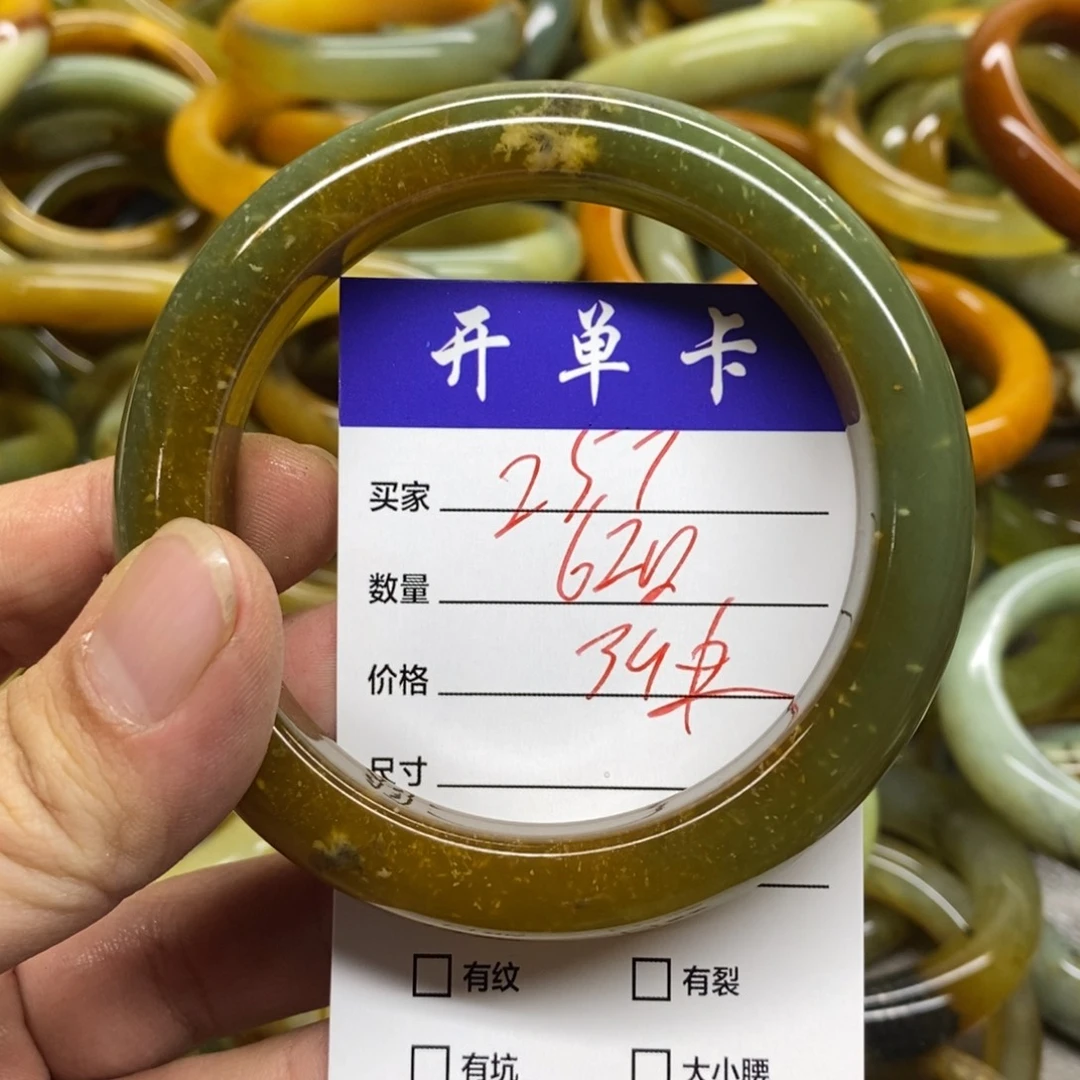 开单卡
买家 257
数量 620
价格 34
尺寸
有纹 有裂
有坑 大小腰